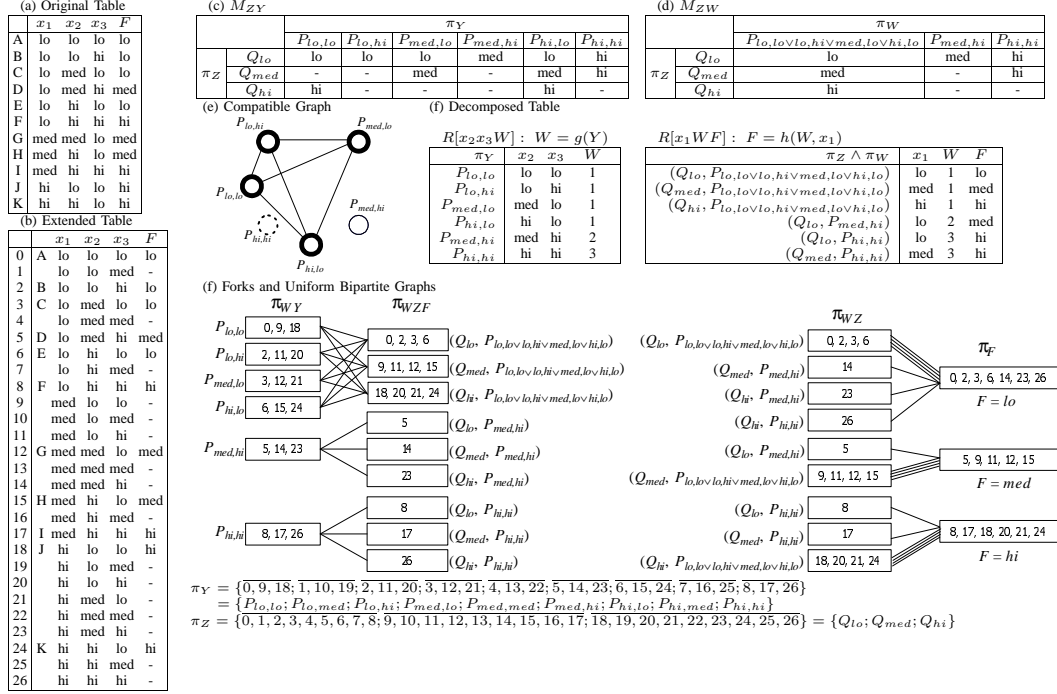 (a) Original Table
x1 x2 x3 F
A lo lo lo lo
B lo lo hi lo
C lo med lo lo
D lo med hi med
E lo hi lo lo
F lo hi hi hi
G med med lo med
H med hi lo med
I med hi hi hi
J hi lo lo hi
K hi hi lo hi
(b) Extended Table
x1 x2 x3 F
0 A lo lo lo lo
1 lo lo med -
2 B lo lo hi lo
3 C lo med lo lo
4 lo med med -
5 D lo med hi med
6 E lo hi lo lo
7 lo hi med -
8 F lo hi hi hi
9 med lo lo -
10 med lo med -
11 med lo hi -
12 G med med lo med
13 med med med -
14 med med hi -
15 H med hi lo med
16 med hi med -
17 I med hi hi hi
18 J hi lo lo hi
19 hi lo med -
20 hi lo hi -
21 hi med lo -
22 hi med med -
23 hi med hi -
24 K hi hi lo hi
25 hi hi med -
26 hi hi hi -
(c) M_ZY
π_Y
P_lo,lo P_lo,hi P_med,lo P_med,hi P_hi,lo P_hi,hi
Q_lo lo lo lo med lo hi
π_Z Q_med - - med - med hi
Q_hi hi - - - hi -
(d) M_ZW
π_W
P_lo,lo∨lo,hi∨med,lo∨hi,lo P_med,hi P_hi,hi
Q_lo lo med hi
π_Z Q_med med - hi
Q_hi hi - -
(e) Compatible Graph
P_lo,hi P_med,lo
P_lo,lo
P_hi,hi P_med,hi
P_hi,lo
(f) Decomposed Table
R[x2x3W] : W = g(Y)
π_Y x2 x3 W
P_lo,lo lo lo 1
P_lo,hi lo hi 1
P_med,lo med lo 1
P_hi,lo hi lo 1
P_med,hi med hi 2
P_hi,hi hi hi 3
R[x1WF] : F = h(W, x1)
π_Z ∧ π_W x1 W F
(Q_lo, P_lo,lo∨lo,hi∨med,lo∨hi,lo) lo 1 lo
(Q_med, P_lo,lo∨lo,hi∨med,lo∨hi,lo) med 1 med
(Q_hi, P_lo,lo∨lo,hi∨med,lo∨hi,lo) hi 1 hi
(Q_lo, P_med,hi) lo 2 med
(Q_lo, P_hi,hi) lo 3 hi
(Q_med, P_hi,hi) med 3 hi
(f) Forks and Uniform Bipartite Graphs
π_WY π_WZF
P_lo,lo 0, 9, 18
P_lo,hi 2, 11, 20
P_med,lo 3, 12, 21
P_hi,lo 6, 15, 24
P_med,hi 5, 14, 23
P_hi,hi 8, 17, 26
0, 2, 3, 6 (Q_lo, P_lo,lo∨lo,hi∨med,lo∨hi,lo)
9, 11, 12, 15 (Q_med, P_lo,lo∨lo,hi∨med,lo∨hi,lo)
18, 20, 21, 24 (Q_hi, P_lo,lo∨lo,hi∨med,lo∨hi,lo)
5 (Q_lo, P_med,hi)
14 (Q_med, P_med,hi)
23 (Q_hi, P_med,hi)
8 (Q_lo, P_hi,hi)
17 (Q_med, P_hi,hi)
26 (Q_hi, P_hi,hi)
π_WZ
π_F
(Q_lo, P_lo,lo∨lo,hi∨med,lo∨hi,lo) 0, 2, 3, 6
(Q_med, P_med,hi) 14
(Q_hi, P_med,hi) 23
(Q_hi, P_hi,hi) 26
(Q_lo, P_med,hi) 5
(Q_med, P_lo,lo∨lo,hi∨med,lo∨hi,lo) 9, 11, 12, 15
(Q_lo, P_hi,hi) 8
(Q_med, P_hi,hi) 17
(Q_hi, P_lo,lo∨lo,hi∨med,lo∨hi,lo) 18, 20, 21, 24
0, 2, 3, 6, 14, 23, 26
F = lo
5, 9, 11, 12, 15
F = med
8, 17, 18, 20, 21, 24
F = hi
π_Y = {0, 9, 18; 1, 10, 19; 2, 11, 20; 3, 12, 21; 4, 13, 22; 5, 14, 23; 6, 15, 24; 7, 16, 25; 8, 17, 26}
= {P_lo,lo; P_lo,med; P_lo,hi; P_med,lo; P_med,med; P_med,hi; P_hi,lo; P_hi,med; P_hi,hi}
π_Z = {0, 1, 2, 3, 4, 5, 6, 7, 8; 9, 10, 11, 12, 13, 14, 15, 16, 17; 18, 19, 20, 21, 22, 23, 24, 25, 26} = {Q_lo; Q_med; Q_hi}